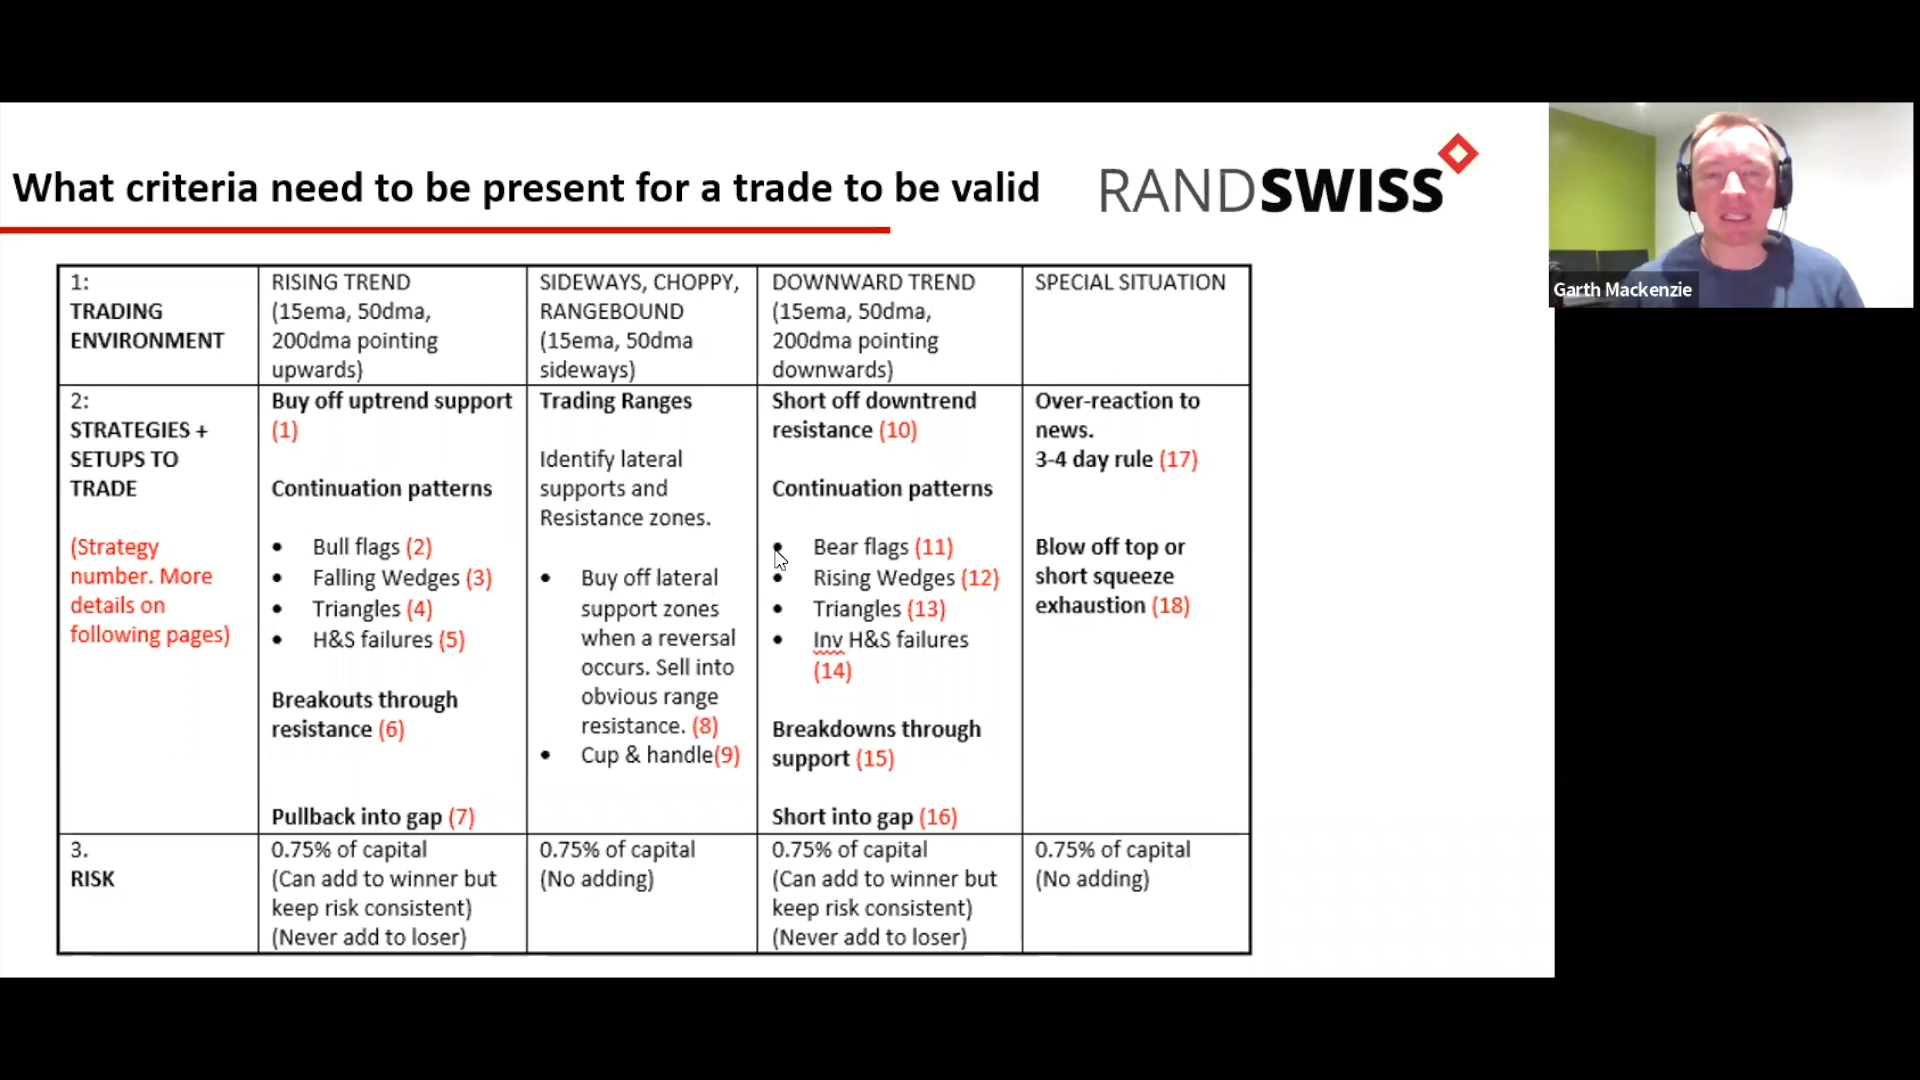 What criteria need to be present for a trade to be valid
RANDSWISS
Garth Mackenzie
1:
TRADING
ENVIRONMENT
RISING TREND
(15ema, 50dma,
200dma pointing
upwards)
SIDEWAYS, CHOPPY,
RANGEBOUND
(15ema, 50dma
sideways)
DOWNWARD TREND
(15ema, 50dma,
200dma pointing
downwards)
SPECIAL SITUATION
2:
STRATEGIES +
SETUPS TO
TRADE
(Strategy
number. More
details on
following pages)
Buy off uptrend support
(1)
Continuation patterns
• Bull flags (2)
• Falling Wedges (3)
• Triangles (4)
• H&S failures (5)
Breakouts through
resistance (6)
Pullback into gap (7)
Trading Ranges
Identify lateral
supports and
Resistance zones.
• Buy off lateral
support zones
when a reversal
occurs. Sell into
obvious range
resistance. (8)
• Cup & handle(9)
Short off downtrend
resistance (10)
Continuation patterns
• Bear flags (11)
• Rising Wedges (12)
• Triangles (13)
• Inv H&S failures
(14)
Breakdowns through
support (15)
Short into gap (16)
Over-reaction to
news.
3-4 day rule (17)
Blow off top or
short squeeze
exhaustion (18)
3.
RISK
0.75% of capital
(Can add to winner but
keep risk consistent)
(Never add to loser)
0.75% of capital
(No adding)
0.75% of capital
(Can add to winner but
keep risk consistent)
(Never add to loser)
0.75% of capital
(No adding)